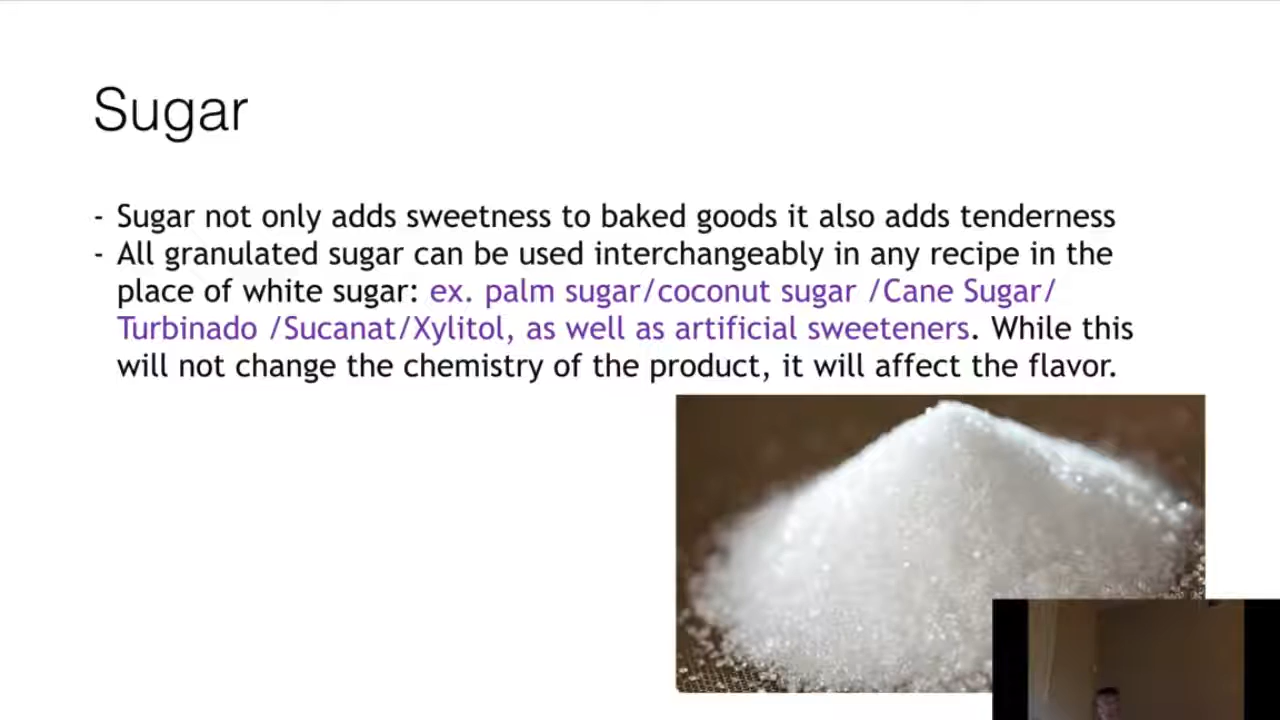 Sugar
- Sugar not only adds sweetness to baked goods it also adds tenderness
- All granulated sugar can be used interchangeably in any recipe in the
place of white sugar: ex. palm sugar/coconut sugar /Cane Sugar/
Turbinado /Sucanat/Xylitol, as well as artificial sweeteners. While this
will not change the chemistry of the product, it will affect the flavor.